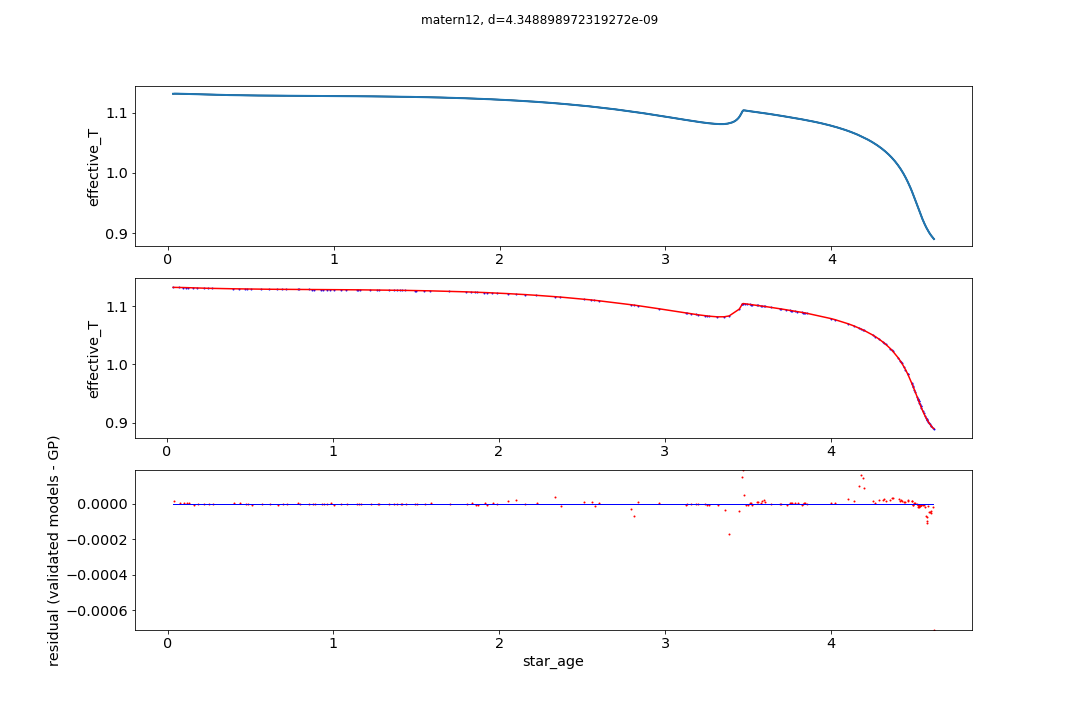 matern12, d=4.348898972319272e-09
effective_T
1.1
1.0
0.9
0 1 2 3 4
effective_T
1.1
1.0
0.9
0 1 2 3 4
residual (validated models - GP)
0.0000
−0.0002
−0.0004
−0.0006
0 1 2 3 4
star_age